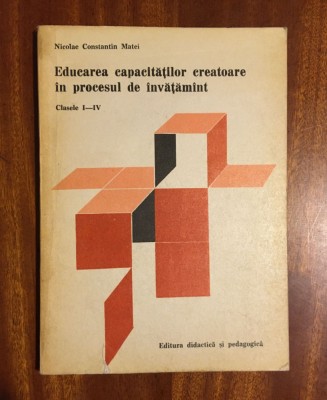 Nicolae Constantin Matei
Educarea capacităților creatoare
în procesul de învățămînt
Clasele I—IV
Editura didactică și pedagogică